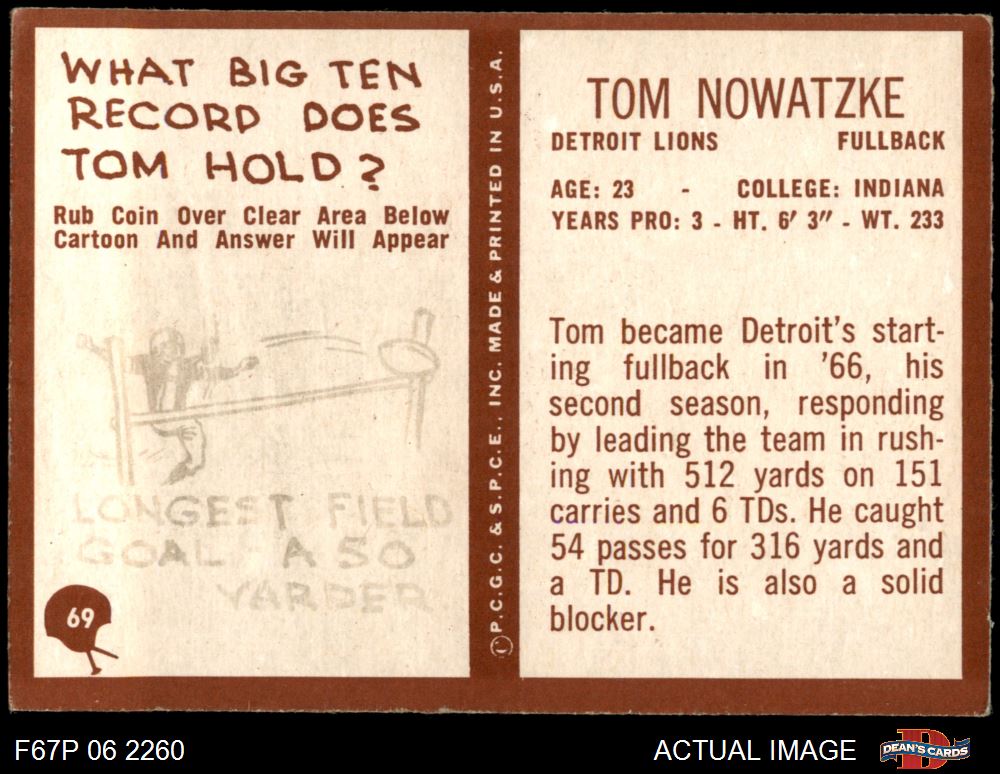 WHAT BIG TEN
RECORD DOES
TOM HOLD?
Rub Coin Over Clear Area Below
Cartoon And Answer Will Appear
LONGEST FIELD
GOAL - A 50
YARDER
69
© P.C.G.C. & S.P.C.E., INC. MADE & PRINTED IN U.S.A.
TOM NOWATZKE
DETROIT LIONS FULLBACK
AGE: 23 - COLLEGE: INDIANA
YEARS PRO: 3 - HT. 6' 3" - WT. 233
Tom became Detroit's start-
ing fullback in '66, his
second season, responding
by leading the team in rush-
ing with 512 yards on 151
carries and 6 TDs. He caught
54 passes for 316 yards and
a TD. He is also a solid
blocker.
F67P 06 2260
ACTUAL IMAGE
DEAN'S CARDS